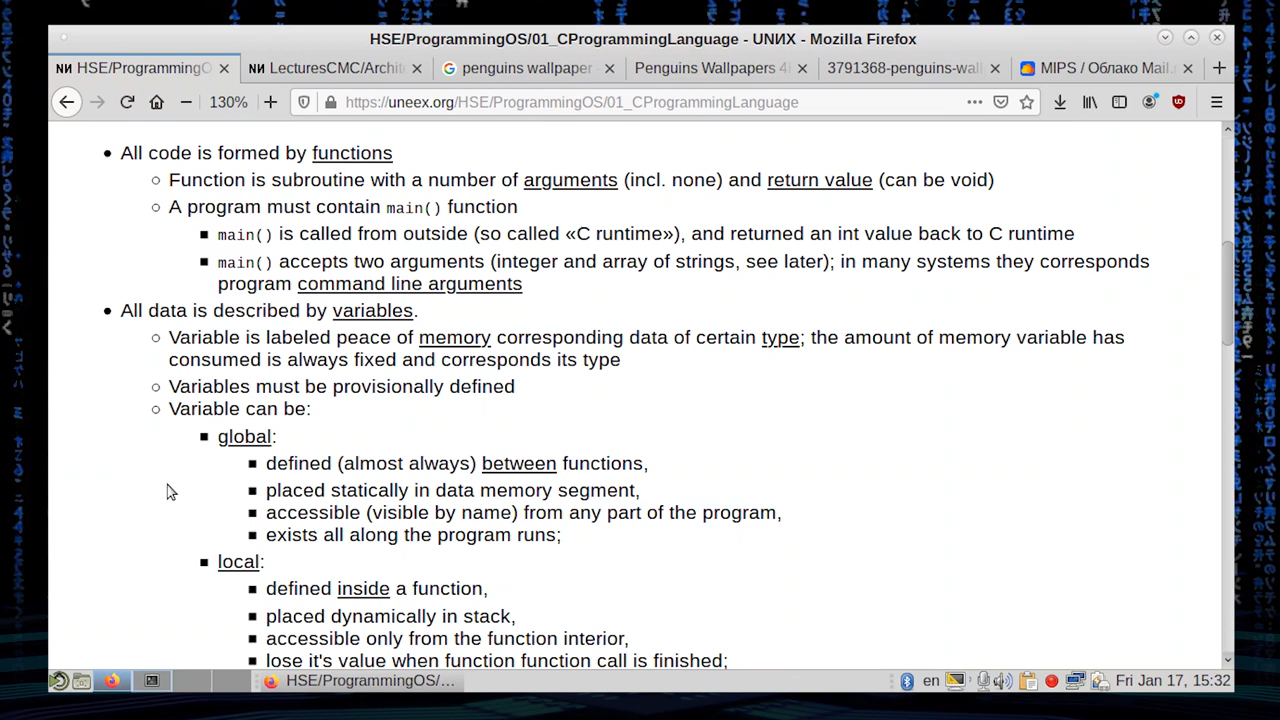 HSE/ProgrammingOS/01_CProgrammingLanguage - UNИX - Mozilla Firefox
NИ HSE/ProgrammingO
NИ LecturesCMC/Archit
penguins wallpaper -
Penguins Wallpapers 4
3791368-penguins-wall
MIPS / Облако Mail.r
130%
https://uneex.org/HSE/ProgrammingOS/01_CProgrammingLanguage
All code is formed by functions
Function is subroutine with a number of arguments (incl. none) and return value (can be void)
A program must contain main() function
main() is called from outside (so called «C runtime»), and returned an int value back to C runtime
main() accepts two arguments (integer and array of strings, see later); in many systems they corresponds
program command line arguments
All data is described by variables.
Variable is labeled peace of memory corresponding data of certain type; the amount of memory variable has
consumed is always fixed and corresponds its type
Variables must be provisionally defined
Variable can be:
global:
defined (almost always) between functions,
placed statically in data memory segment,
accessible (visible by name) from any part of the program,
exists all along the program runs;
local:
defined inside a function,
placed dynamically in stack,
accessible only from the function interior,
lose it's value when function function call is finished;
HSE/ProgrammingOS/...
en
Fri Jan 17, 15:32